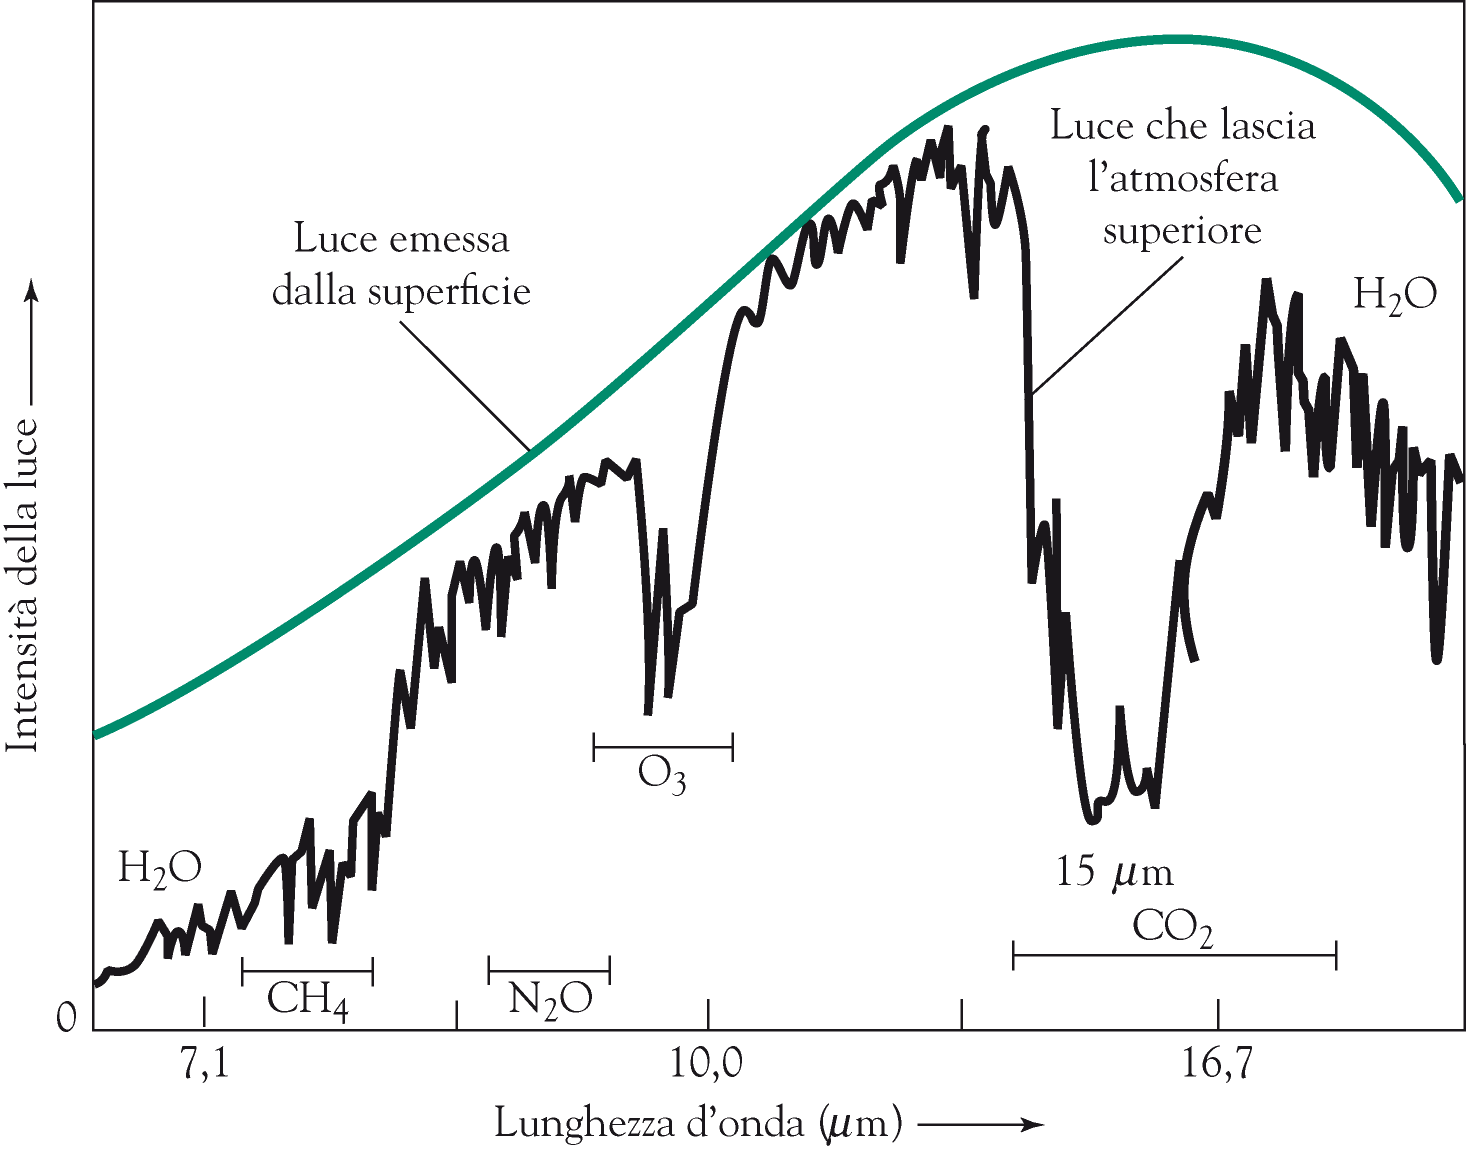 Luce che lascia
l'atmosfera
superiore
Luce emessa
dalla superficie
H₂O
Intensità della luce
O₃
H₂O
15 μm
CO₂
CH₄
N₂O
0
7,1
10,0
16,7
Lunghezza d'onda (μm)